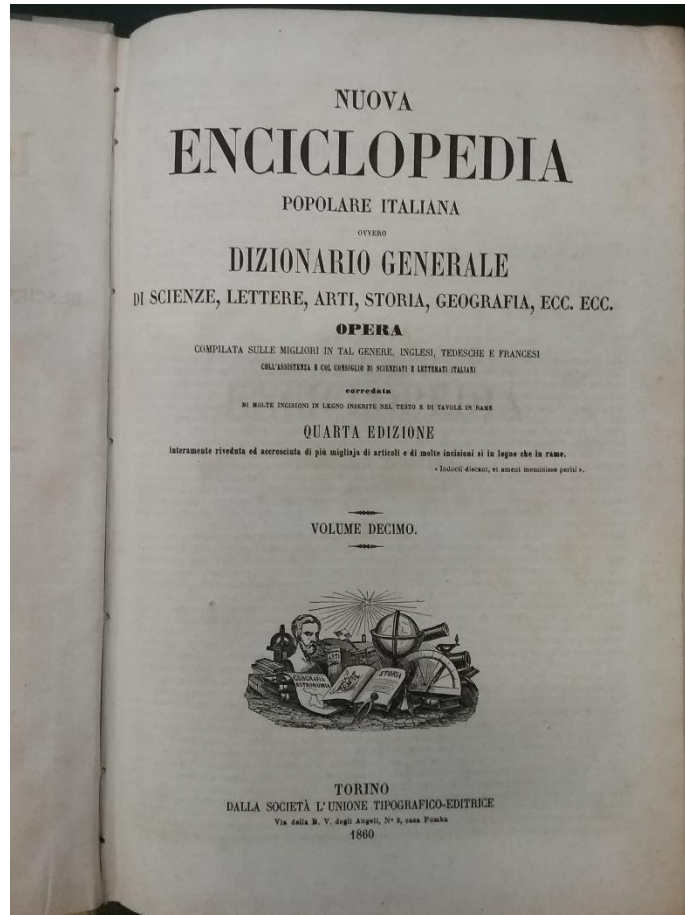 NUOVA
ENCICLOPEDIA
POPOLARE ITALIANA
OVVERO
DIZIONARIO GENERALE
DI SCIENZE, LETTERE, ARTI, STORIA, GEOGRAFIA, ECC. ECC.
OPERA
COMPILATA SULLE MIGLIORI IN TAL GENERE, INGLESI, TEDESCHE E FRANCESI
COLL'ASSISTENZA E COL CONSIGLIO DI SCIENZIATI E LETTERATI ITALIANI
corredata
DI MOLTE INCISIONI IN LEGNO INSERITE NEL TESTO E DI TAVOLE IN RAME
QUARTA EDIZIONE
interamente riveduta ed accresciuta di più migliaja di articoli e di molte incisioni sì in legno che in rame.
« Indocti discant, et ament meminisse periti ».
VOLUME DECIMO.
GEOGRAFIA
ASTRONOMIA
STORIA
TORINO
DALLA SOCIETÀ L'UNIONE TIPOGRAFICO-EDITRICE
Via della B. V. degli Angeli, N° 2, casa Pomba
1860